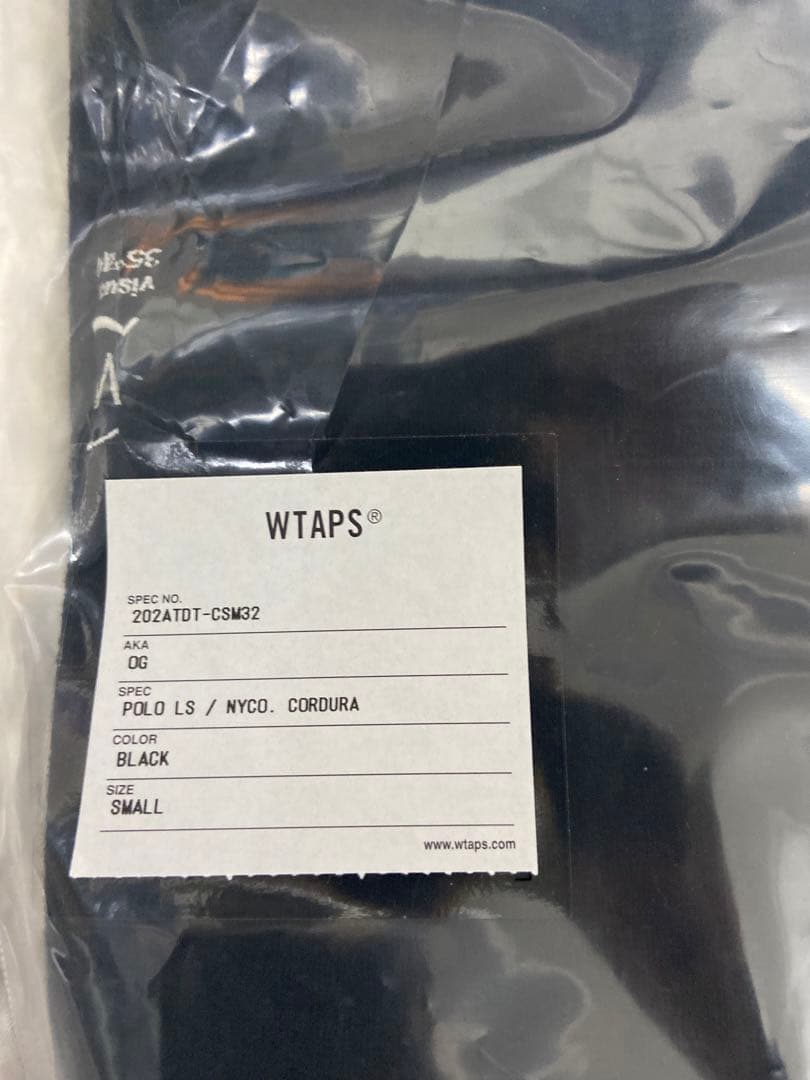 WTAPS®
SPEC NO.
202ATDT-CSM32
AKA
OG
SPEC
POLO LS / NYCO. CORDURA
COLOR
BLACK
SIZE
SMALL
www.wtaps.com